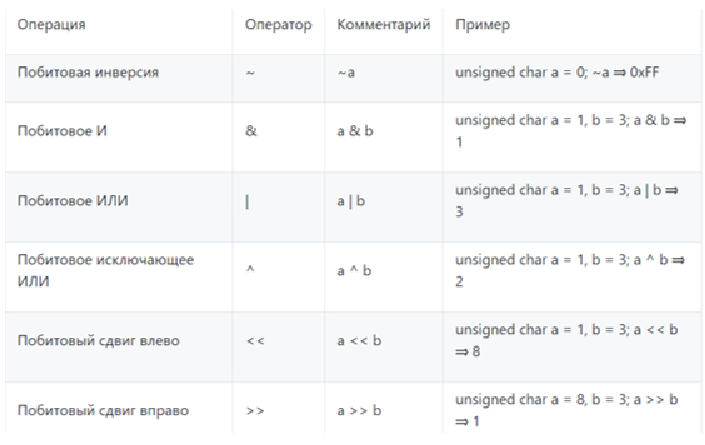 Операция Оператор Комментарий Пример
Побитовая инверсия ~ ~a unsigned char a = 0; ~a ⇒ 0xFF
Побитовое И & a & b unsigned char a = 1, b = 3; a & b ⇒
1
Побитовое ИЛИ | a | b unsigned char a = 1, b = 3; a | b ⇒
3
Побитовое исключающее
ИЛИ ^ a ^ b unsigned char a = 1, b = 3; a ^ b ⇒
2
Побитовый сдвиг влево << a << b unsigned char a = 1, b = 3; a << b
⇒ 8
Побитовый сдвиг вправо >> a >> b unsigned char a = 8, b = 3; a >> b
⇒ 1